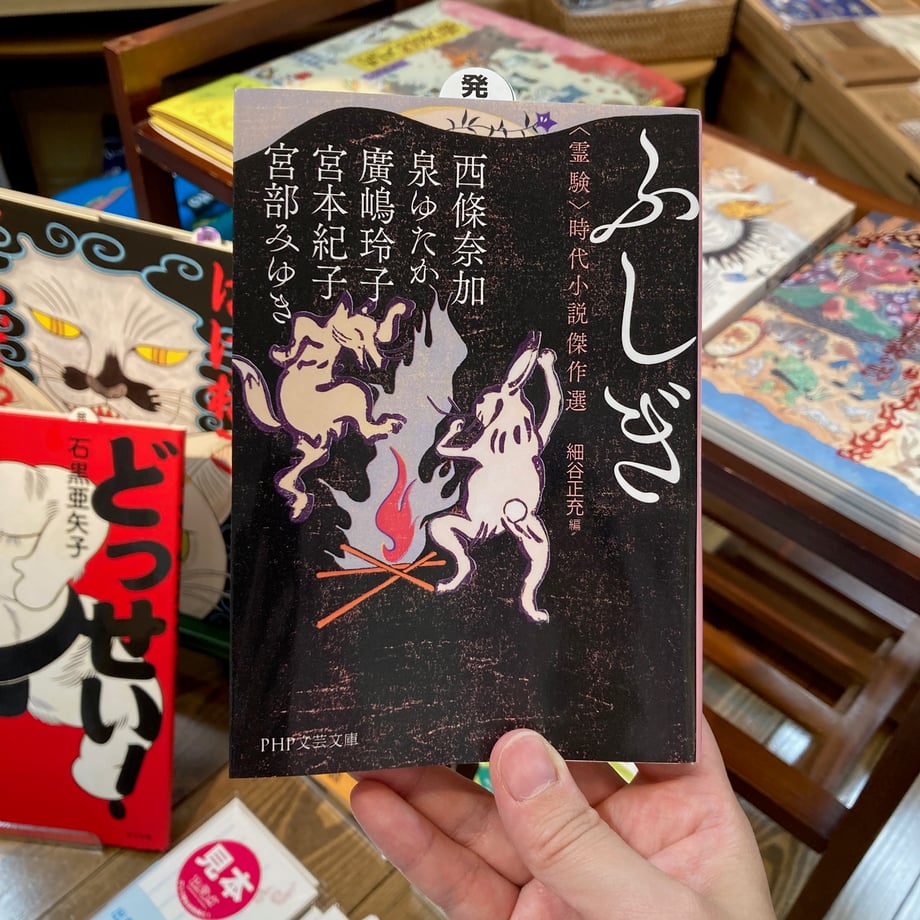 発
ふしぎ
〈霊験〉時代小説傑作選
細谷正充 編
西條奈加
泉ゆたか
廣嶋玲子
宮本紀子
宮部みゆき
PHP文芸文庫
どっせい!
石黒亜矢子
見本